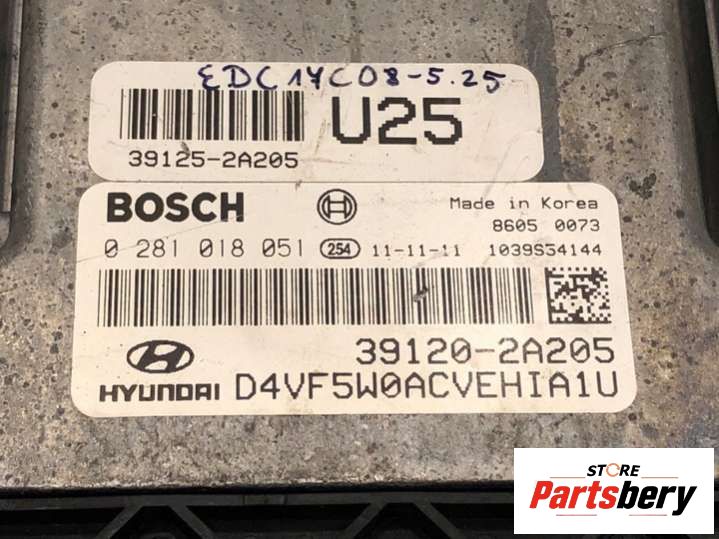 EDC17C08-5.25
U25
39125-2A205
BOSCH
Made in Korea
8605 0073
0 281 018 051 254 11-11-11 1039S34144
39120-2A205
HYUNDAI D4VF5W0ACVEHIA1U
STORE
Partsbery